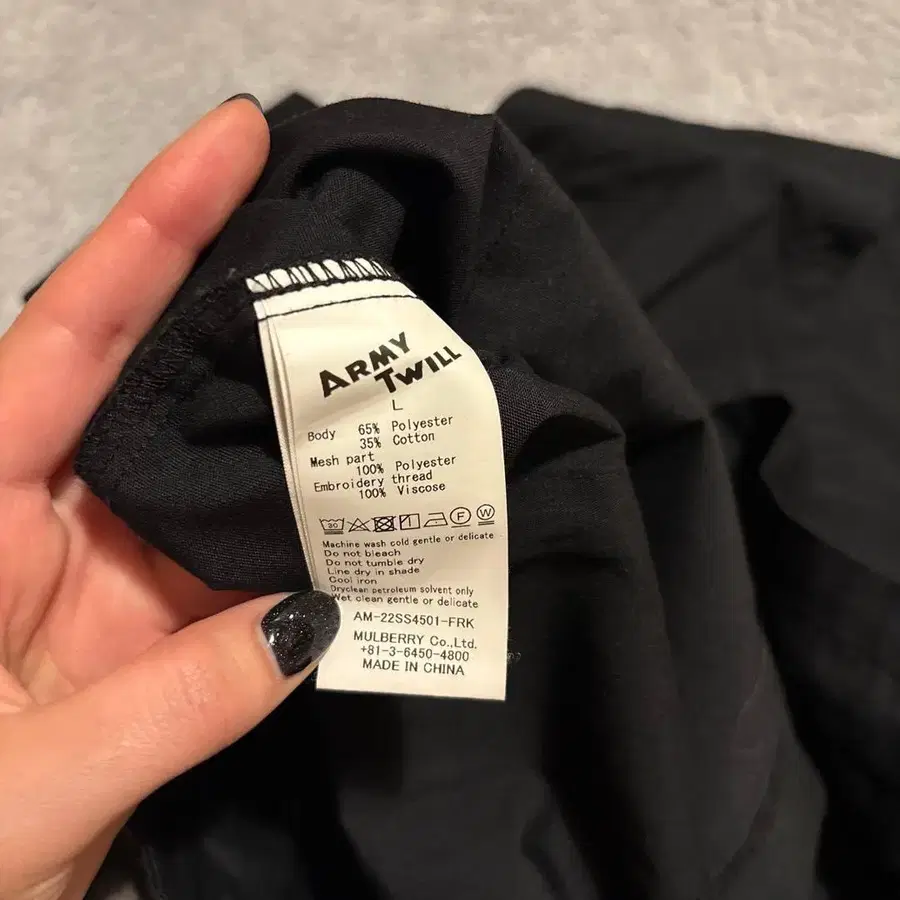 ARMY
TWILL
L
Body 65% Polyester
35% Cotton
Mesh part
100% Polyester
Embroidery thread
100% Viscose
30 F W
Machine wash cold gentle or delicate
Do not bleach
Do not tumble dry
Line dry in shade
Cool iron
Dryclean petroleum solvent only
Wet clean gentle or delicate
AM-22SS4501-FRK
MULBERRY Co.,Ltd.
+81-3-6450-4800
MADE IN CHINA